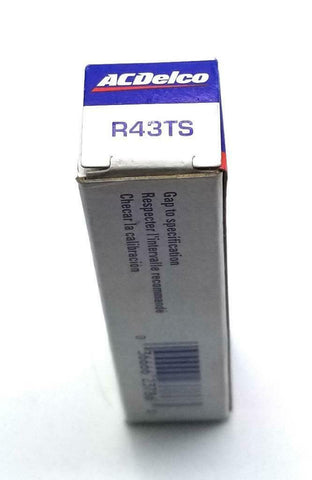 ACDelco
R43TS
Gap to specification
Respecter l'intervalle recommandé
Checar la calibración